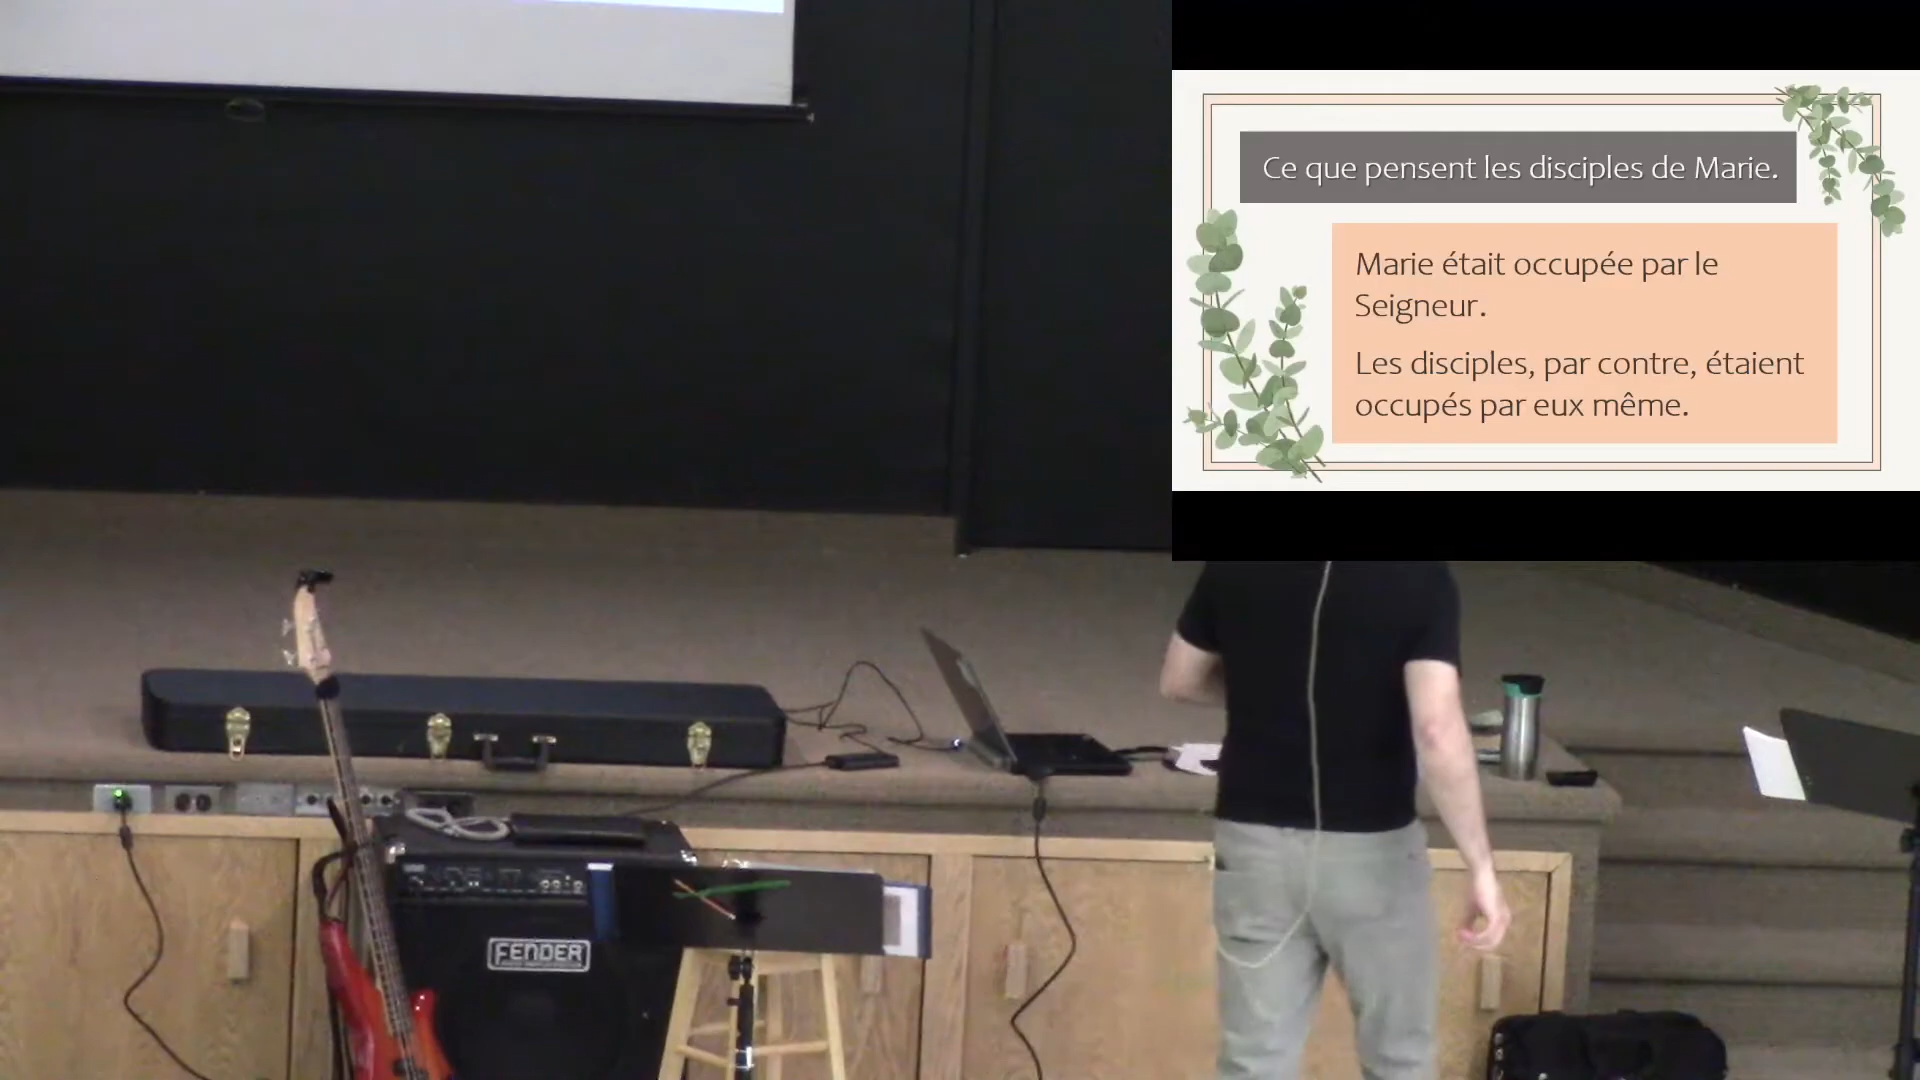 Ce que pensent les disciples de Marie.
Marie était occupée par le
Seigneur.
Les disciples, par contre, étaient
occupés par eux même.
FENDER